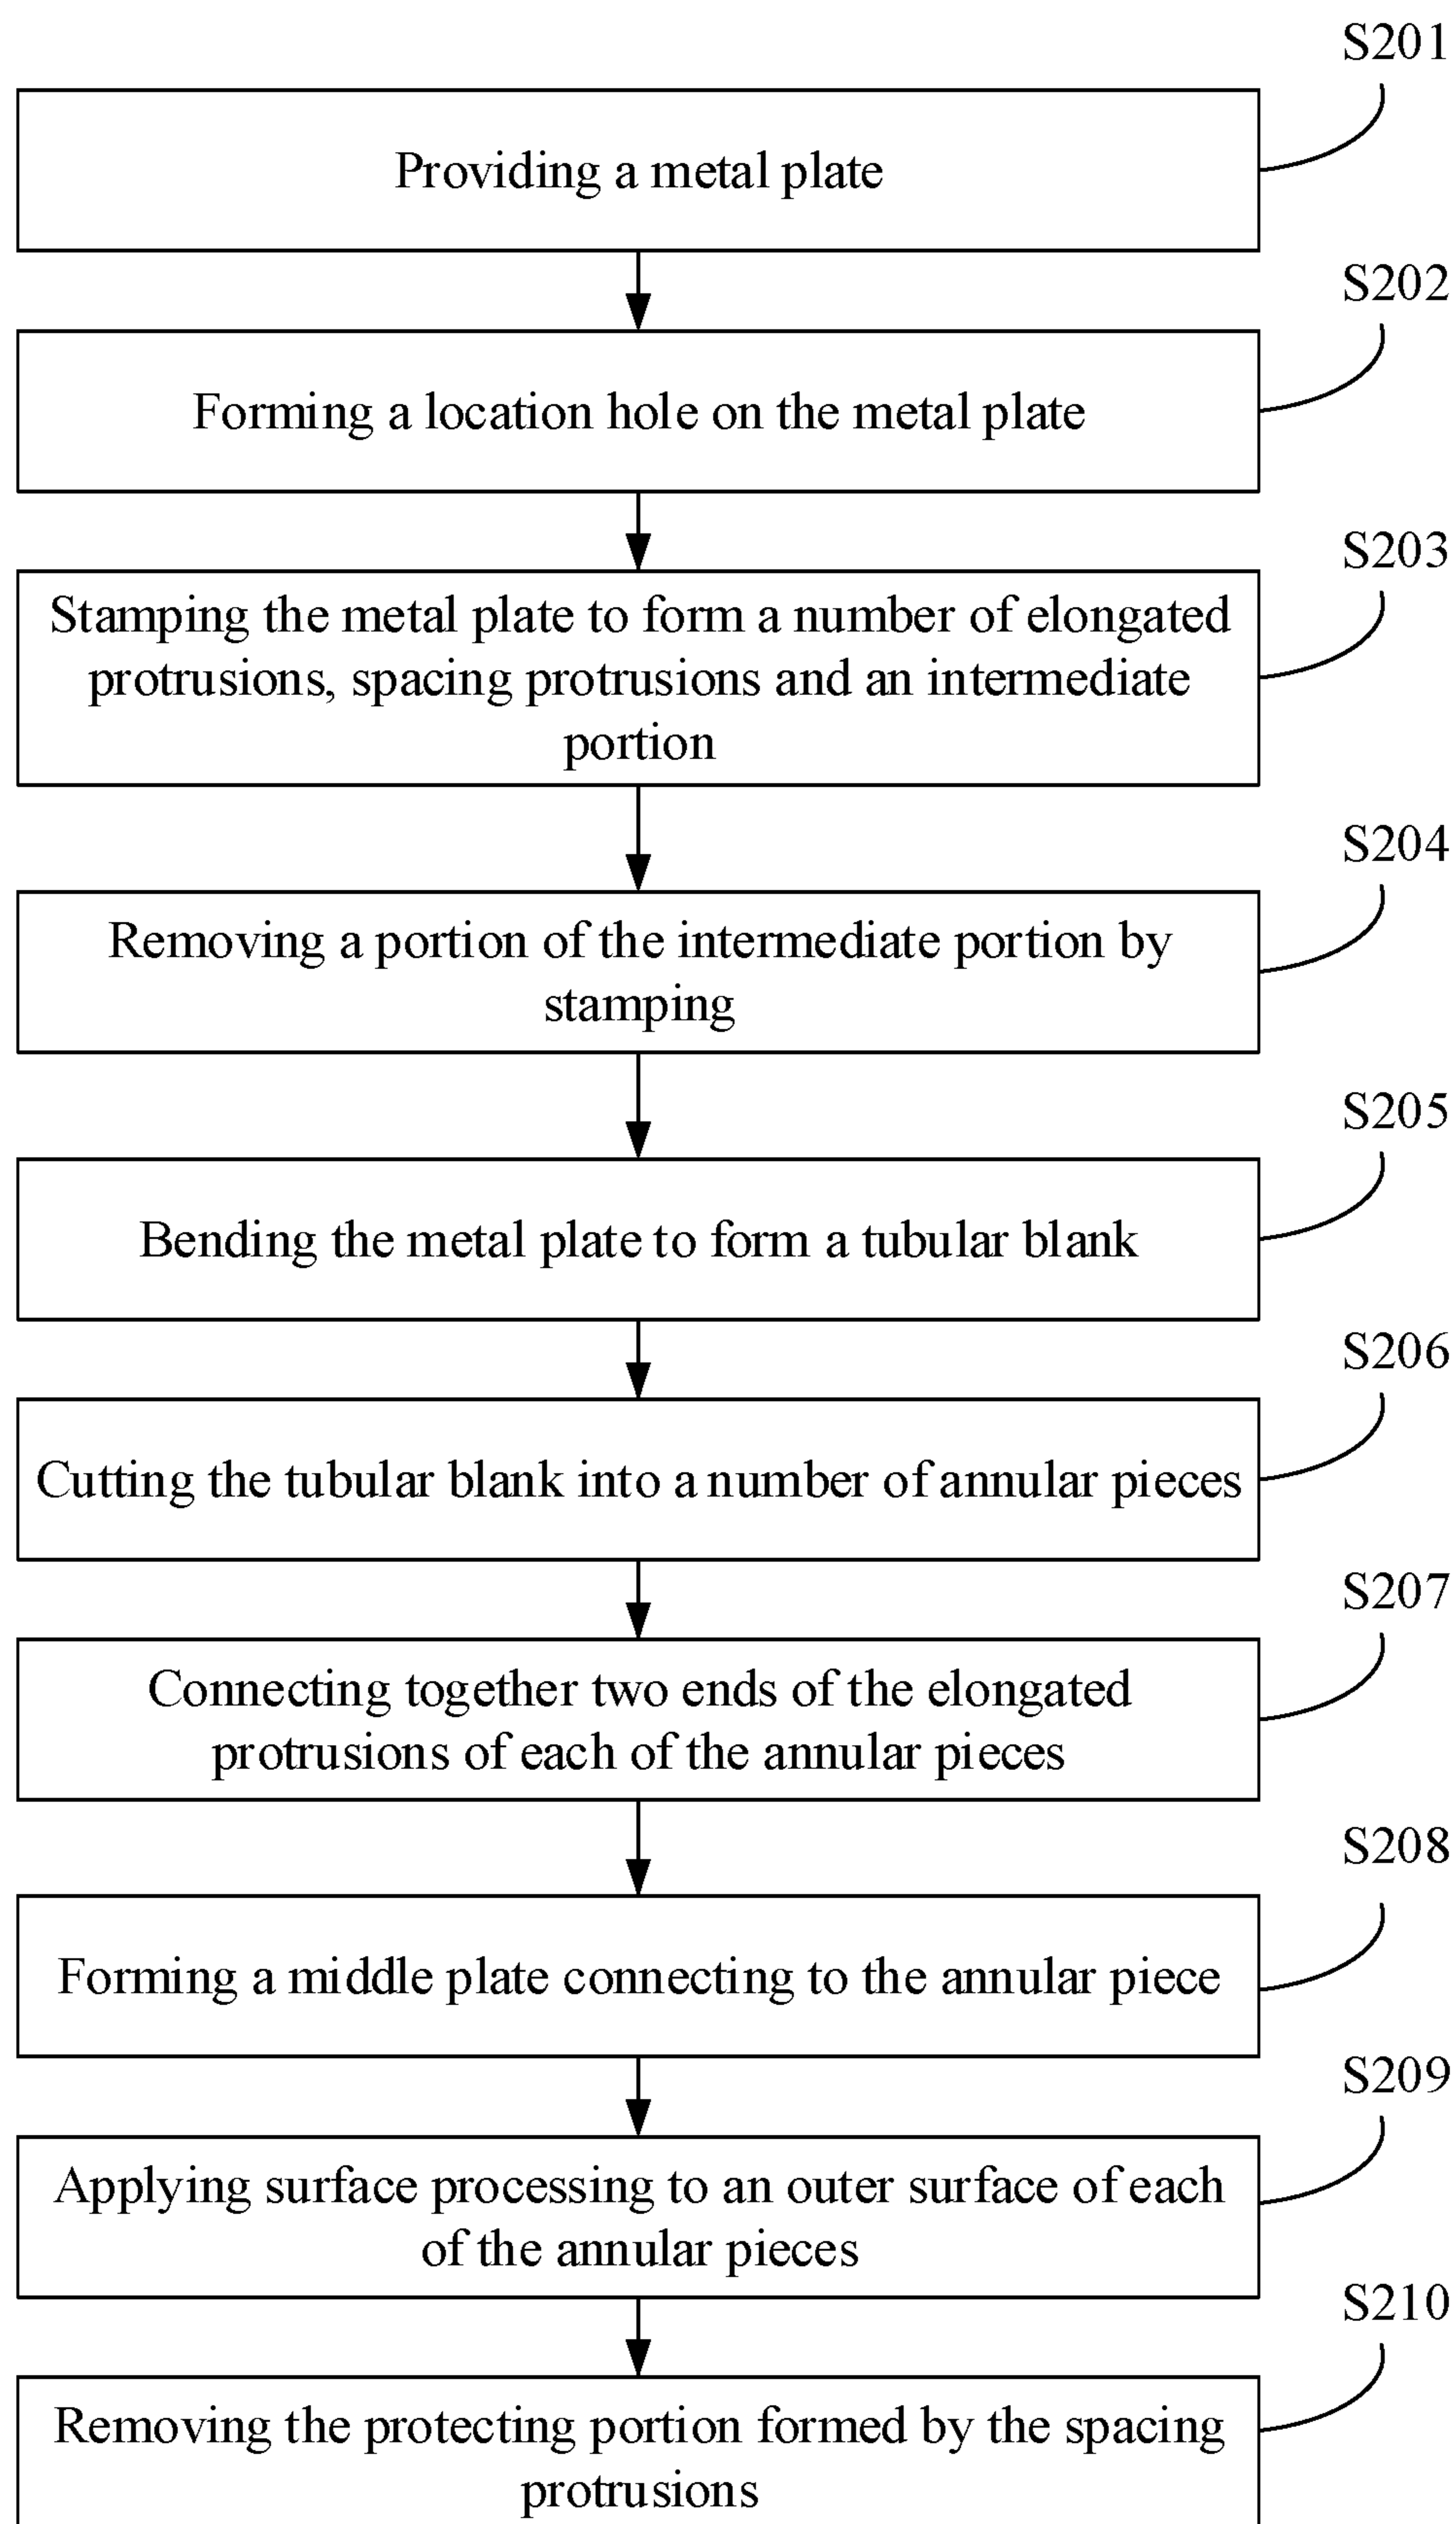 S201
Providing a metal plate
S202
Forming a location hole on the metal plate
S203
Stamping the metal plate to form a number of elongated
protrusions, spacing protrusions and an intermediate
portion
S204
Removing a portion of the intermediate portion by
stamping
S205
Bending the metal plate to form a tubular blank
S206
Cutting the tubular blank into a number of annular pieces
S207
Connecting together two ends of the elongated
protrusions of each of the annular pieces
S208
Forming a middle plate connecting to the annular piece
S209
Applying surface processing to an outer surface of each
of the annular pieces
S210
Removing the protecting portion formed by the spacing
protrusions